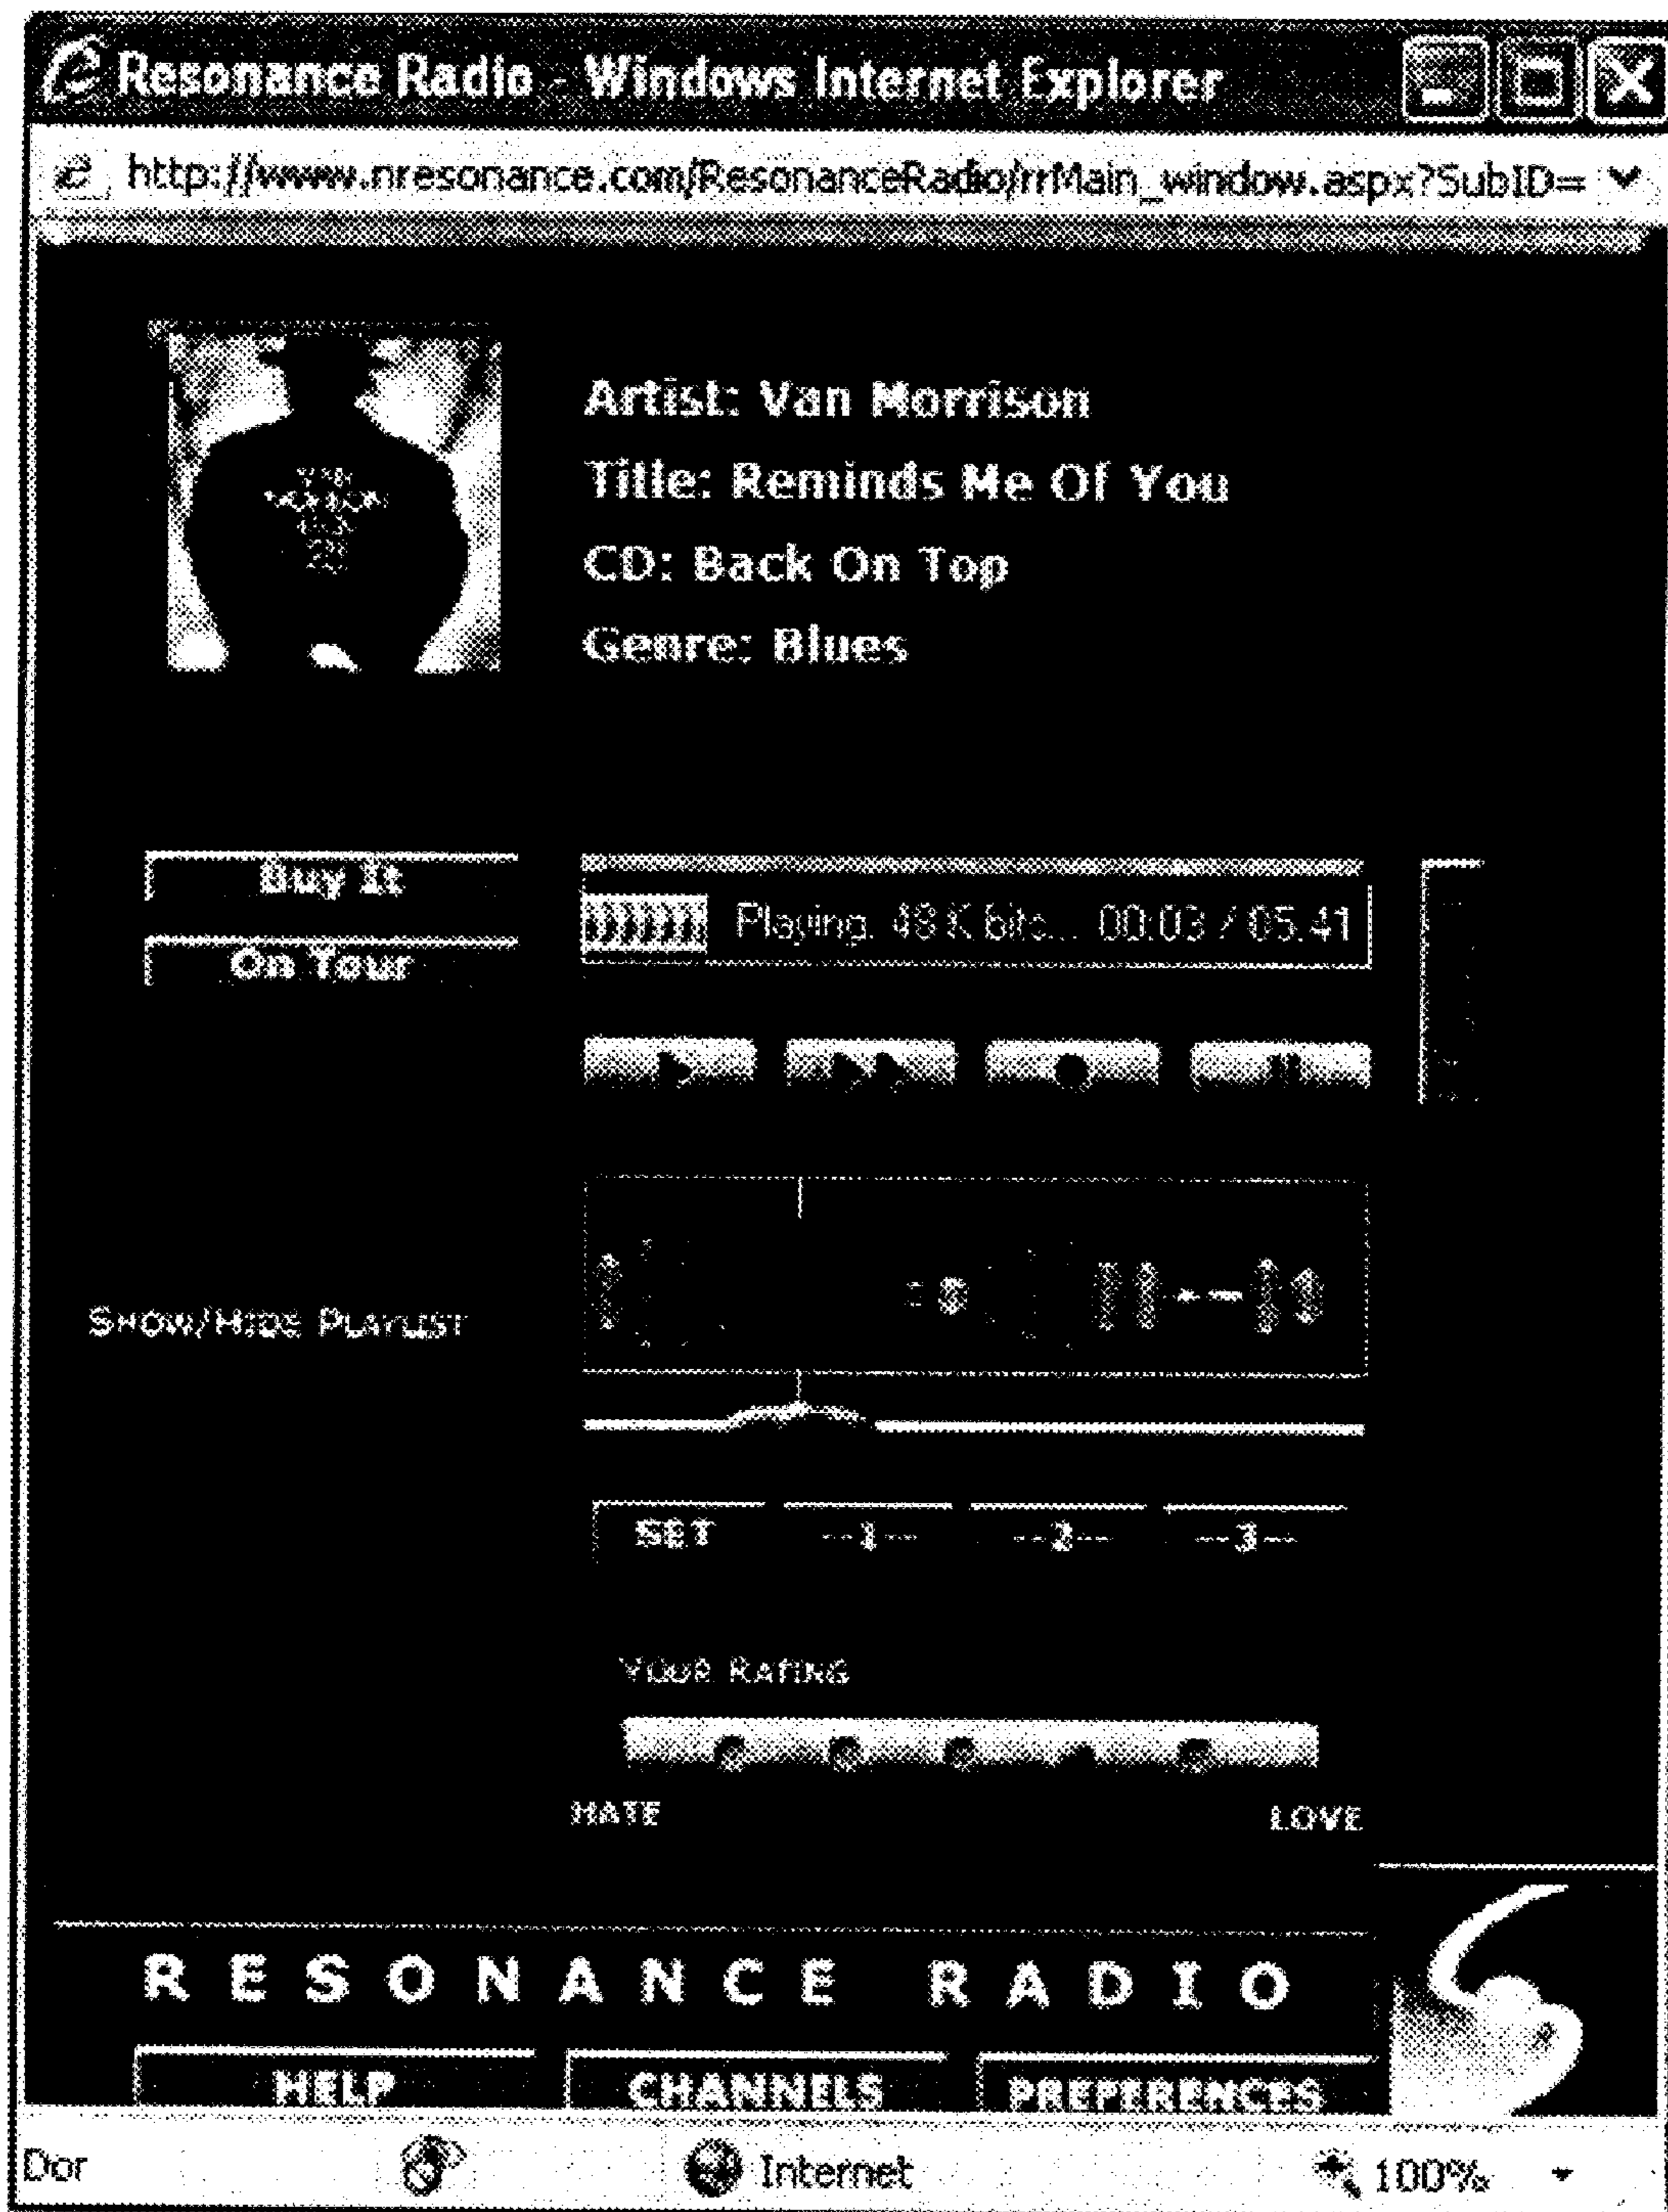 Resonance Radio - Windows Internet Explorer
http://www.nresonance.com/ResonanceRadio/rrMain_window.aspx?SubID=
Artist: Van Morrison
Title: Reminds Me Of You
CD: Back On Top
Genre: Blues
Buy It
Playing. 48 K bits... 00:03 / 05:41
On Tour
SHOW/HIDE PLAYLIST
SET --1-- --2-- --3--
YOUR RATING
HATE LOVE
RESONANCE RADIO
HELP CHANNELS PREFERENCES
Dor Internet 100%